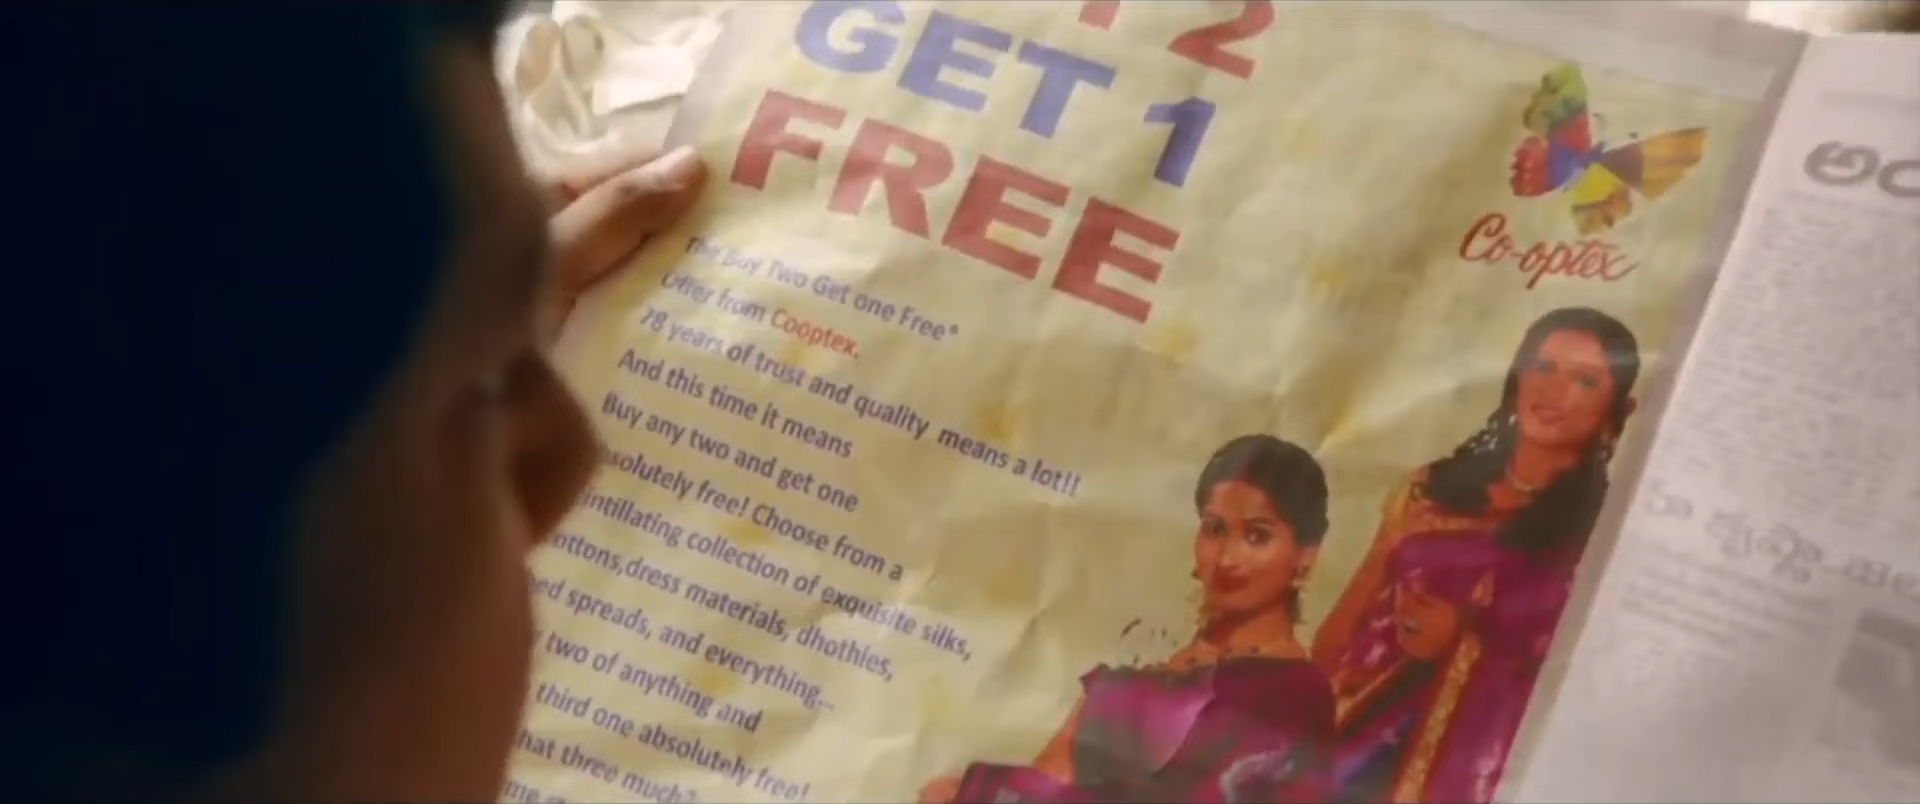 2
GET 1
FREE
Co-optex
The Buy Two Get one Free*
Offer from Cooptex.
78 years of trust and quality means a lot!!
And this time it means
Buy any two and get one
solutely free! Choose from a
intillating collection of exquisite silks,
ottons,dress materials, dhothies,
ed spreads, and everything...
two of anything and
third one absolutely free!
hat three much?